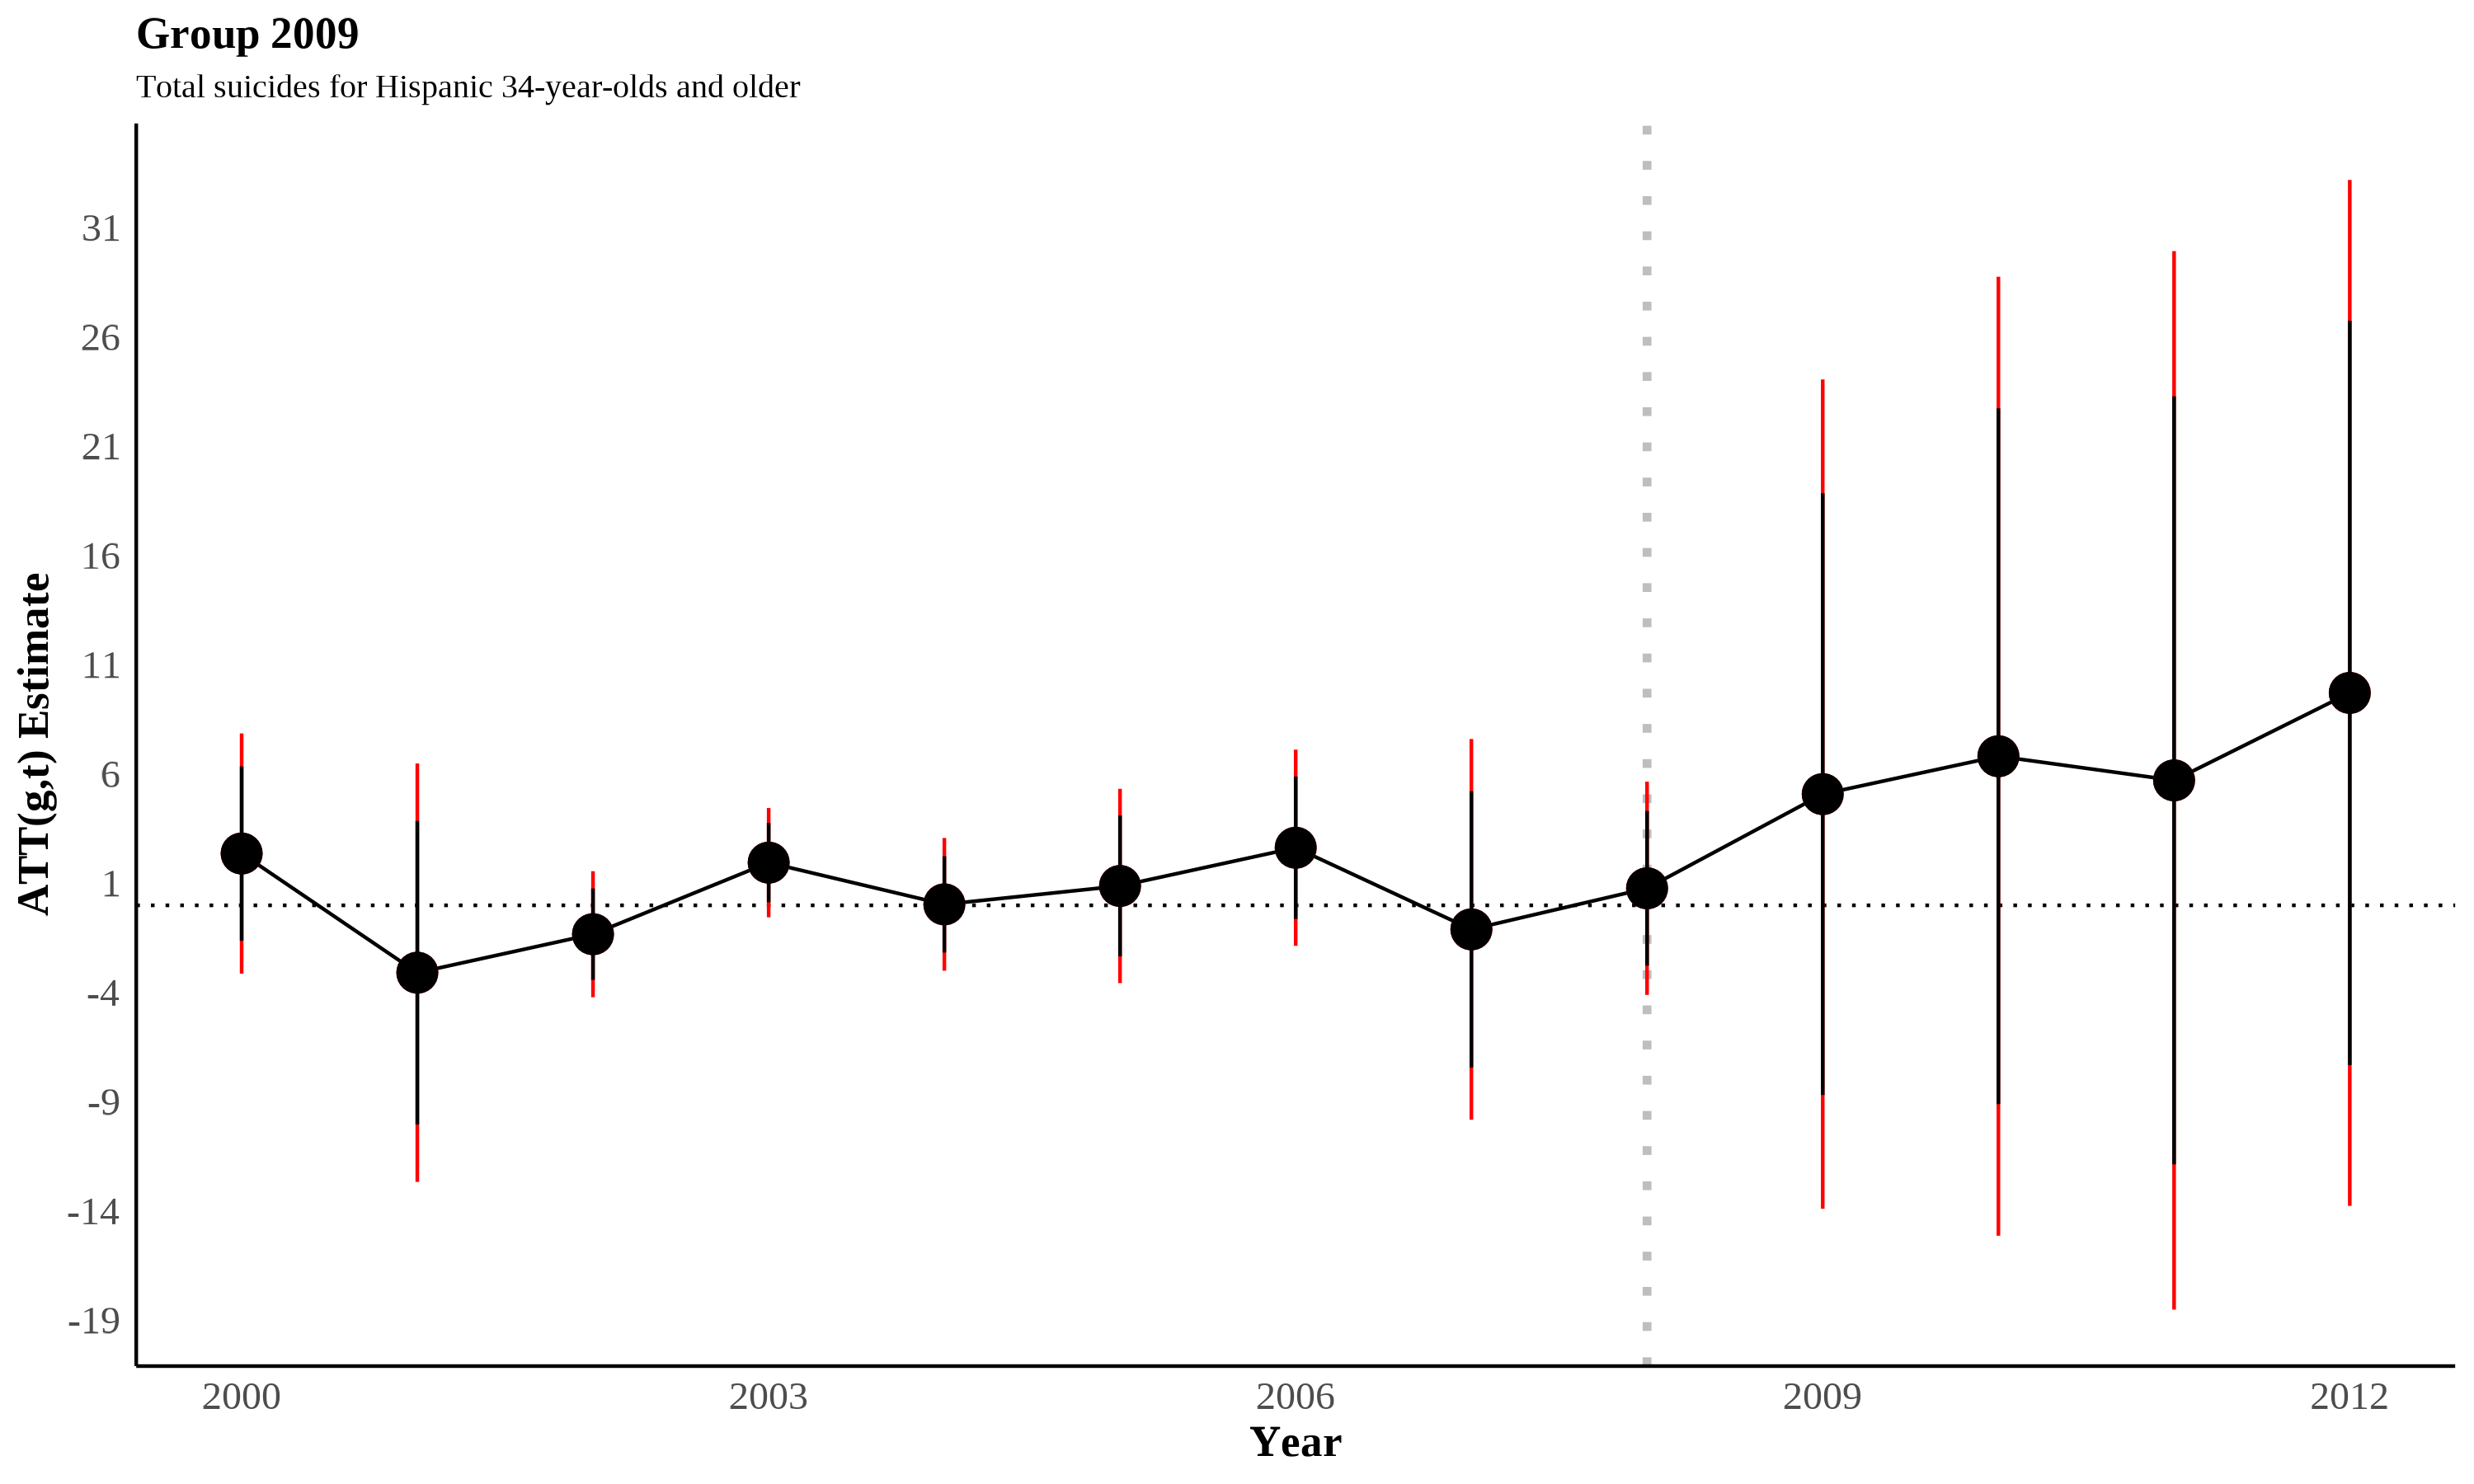 Group 2009
Total suicides for Hispanic 34-year-olds and older
ATT(g,t) Estimate
31
26
21
16
11
6
1
-4
-9
-14
-19
2000 2003 2006 2009 2012
Year